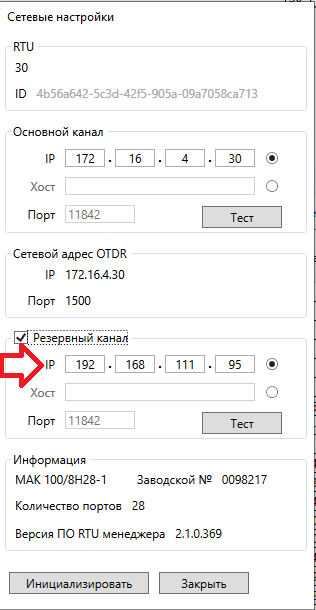 Сетевые настройки
RTU
30
ID 4b56a642-5c3d-42f5-905a-09a7058ca713
Основной канал
IP 172 . 16 . 4 . 30
Хост
Порт 11842 Тест
Сетевой адрес OTDR
IP 172.16.4.30
Порт 1500
Резервный канал
IP 192 . 168 . 111 . 95
Хост
Порт 11842 Тест
Информация
МАК 100/8Н28-1 Заводской № 0098217
Количество портов 28
Версия ПО RTU менеджера 2.1.0.369
Инициализировать Закрыть